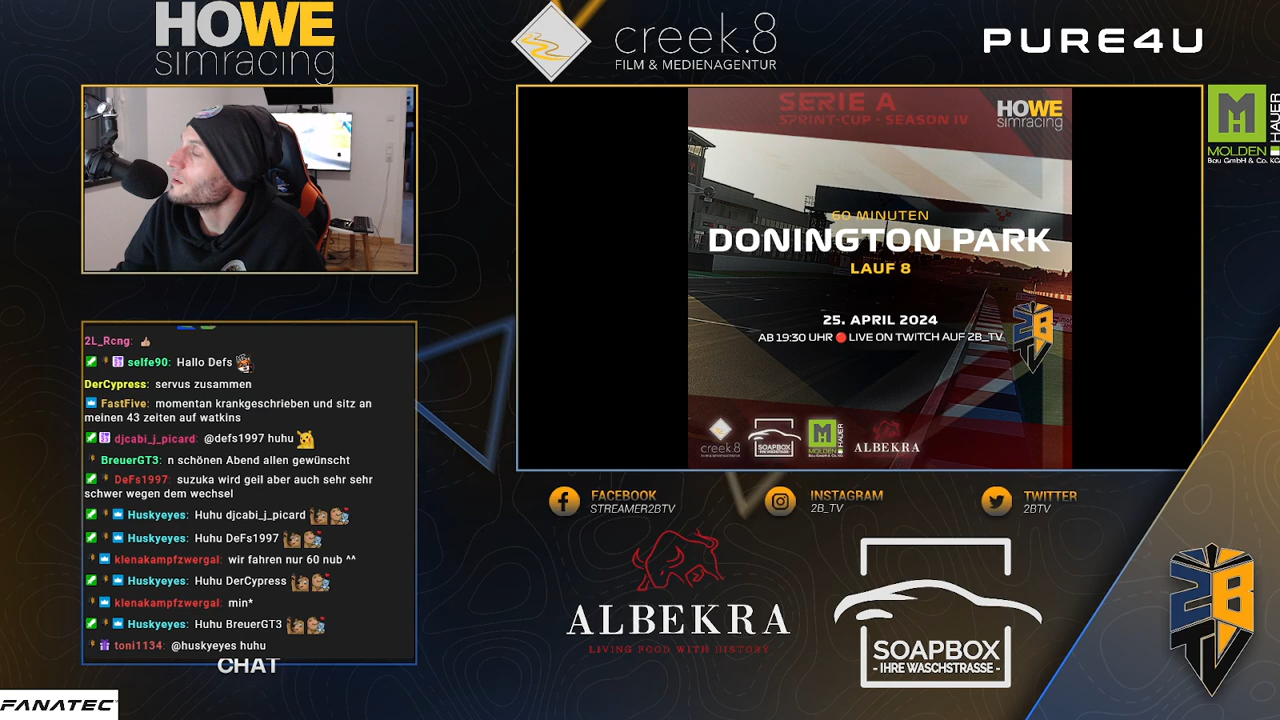 HOWE
simracing
creek.8
FILM & MEDIENAGENTUR
PURE4U
MOLDEN
HAUER
Bau GmbH & Co. KG
SERIE A
SPRINT-CUP - SEASON IV
HOWE
simracing
60 MINUTEN
DONINGTON PARK
LAUF 8
25. APRIL 2024
AB 19:30 UHR 🔴 LIVE ON TWITCH AUF 2B_TV
2B
creek.8
SOAPBOX
MOLDEN
HAUER
ALBEKRA
2L_Rcng: 👍🏼
selfe90: Hallo Defs
DerCypress: servus zusammen
FastFive: momentan krankgeschrieben und sitz an
meinen 43 zeiten auf watkins
djcabi_j_picard: @defs1997 huhu
BreuerGT3: n schönen Abend allen gewünscht
DeFs1997: suzuka wird geil aber auch sehr sehr
schwer wegen dem wechsel
Huskyeyes: Huhu djcabi_j_picard
Huskyeyes: Huhu DeFs1997
klenakampfzwergal: wir fahren nur 60 nub ^^
Huskyeyes: Huhu DerCypress
klenakampfzwergal: min*
Huskyeyes: Huhu BreuerGT3
toni1134: @huskyeyes huhu
CHAT
FACEBOOK
STREAMER2BTV
INSTAGRAM
2B_TV
TWITTER
2BTV
ALBEKRA
LIVING FOOD WITH HISTORY
SOAPBOX
- IHRE WASCHSTRASSE -
2B
TV
FANATEC